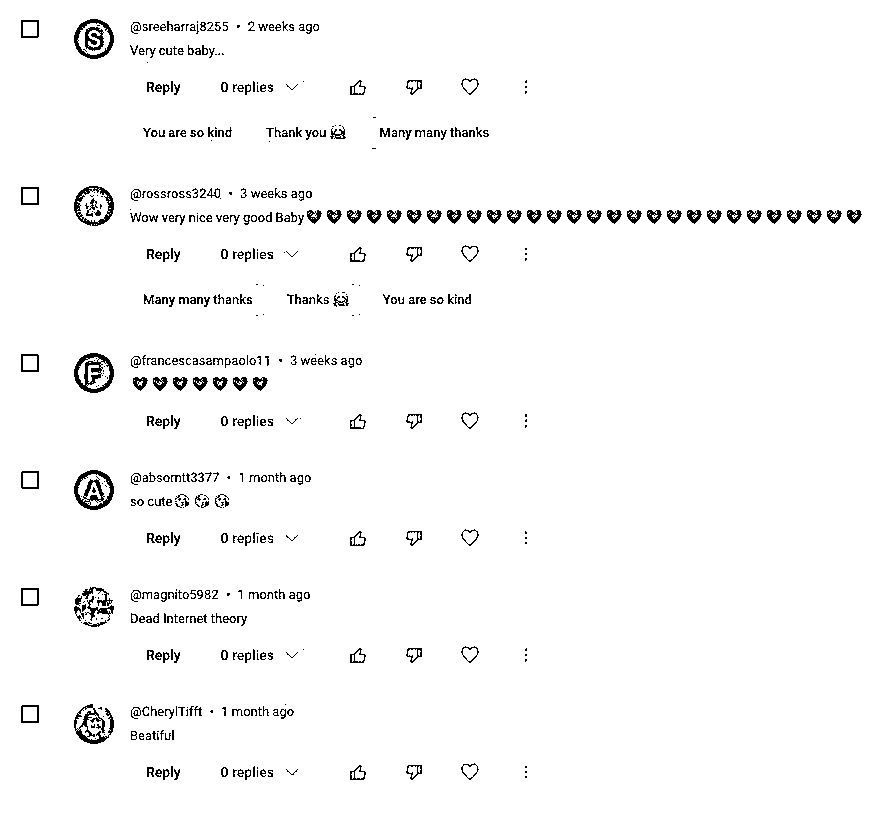 @sreeharraj8255 • 2 weeks ago
Very cute baby...
Reply 0 replies
You are so kind Thank you 🤗 Many many thanks
@rossross3240 • 3 weeks ago
Wow very nice very good Baby💖💖💖💖💖💖💖💖💖💖💖💖💖💖💖💖💖💖💖💖💖💖💖💖💖💖💖💖
Reply 0 replies
Many many thanks Thanks 🤗 You are so kind
@francescasampaolo11 • 3 weeks ago
💖💖💖💖💖💖💖
Reply 0 replies
@absorntt3377 • 1 month ago
so cute😘😘😘
Reply 0 replies
@magnito5982 • 1 month ago
Dead Internet theory
Reply 0 replies
@CherylTifft • 1 month ago
Beatiful
Reply 0 replies